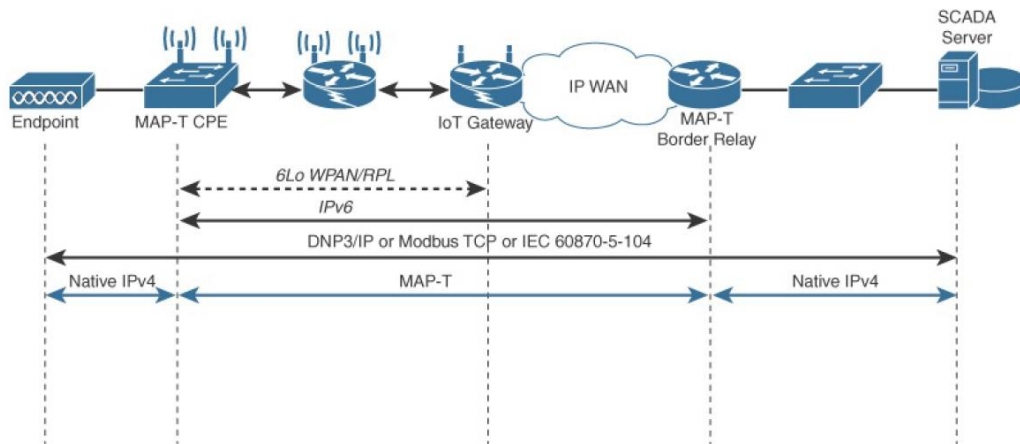 SCADA
Server
IP WAN
Endpoint
MAP-T CPE
IoT Gateway
MAP-T
Border Relay
6Lo WPAN/RPL
IPv6
DNP3/IP or Modbus TCP or IEC 60870-5-104
Native IPv4
MAP-T
Native IPv4